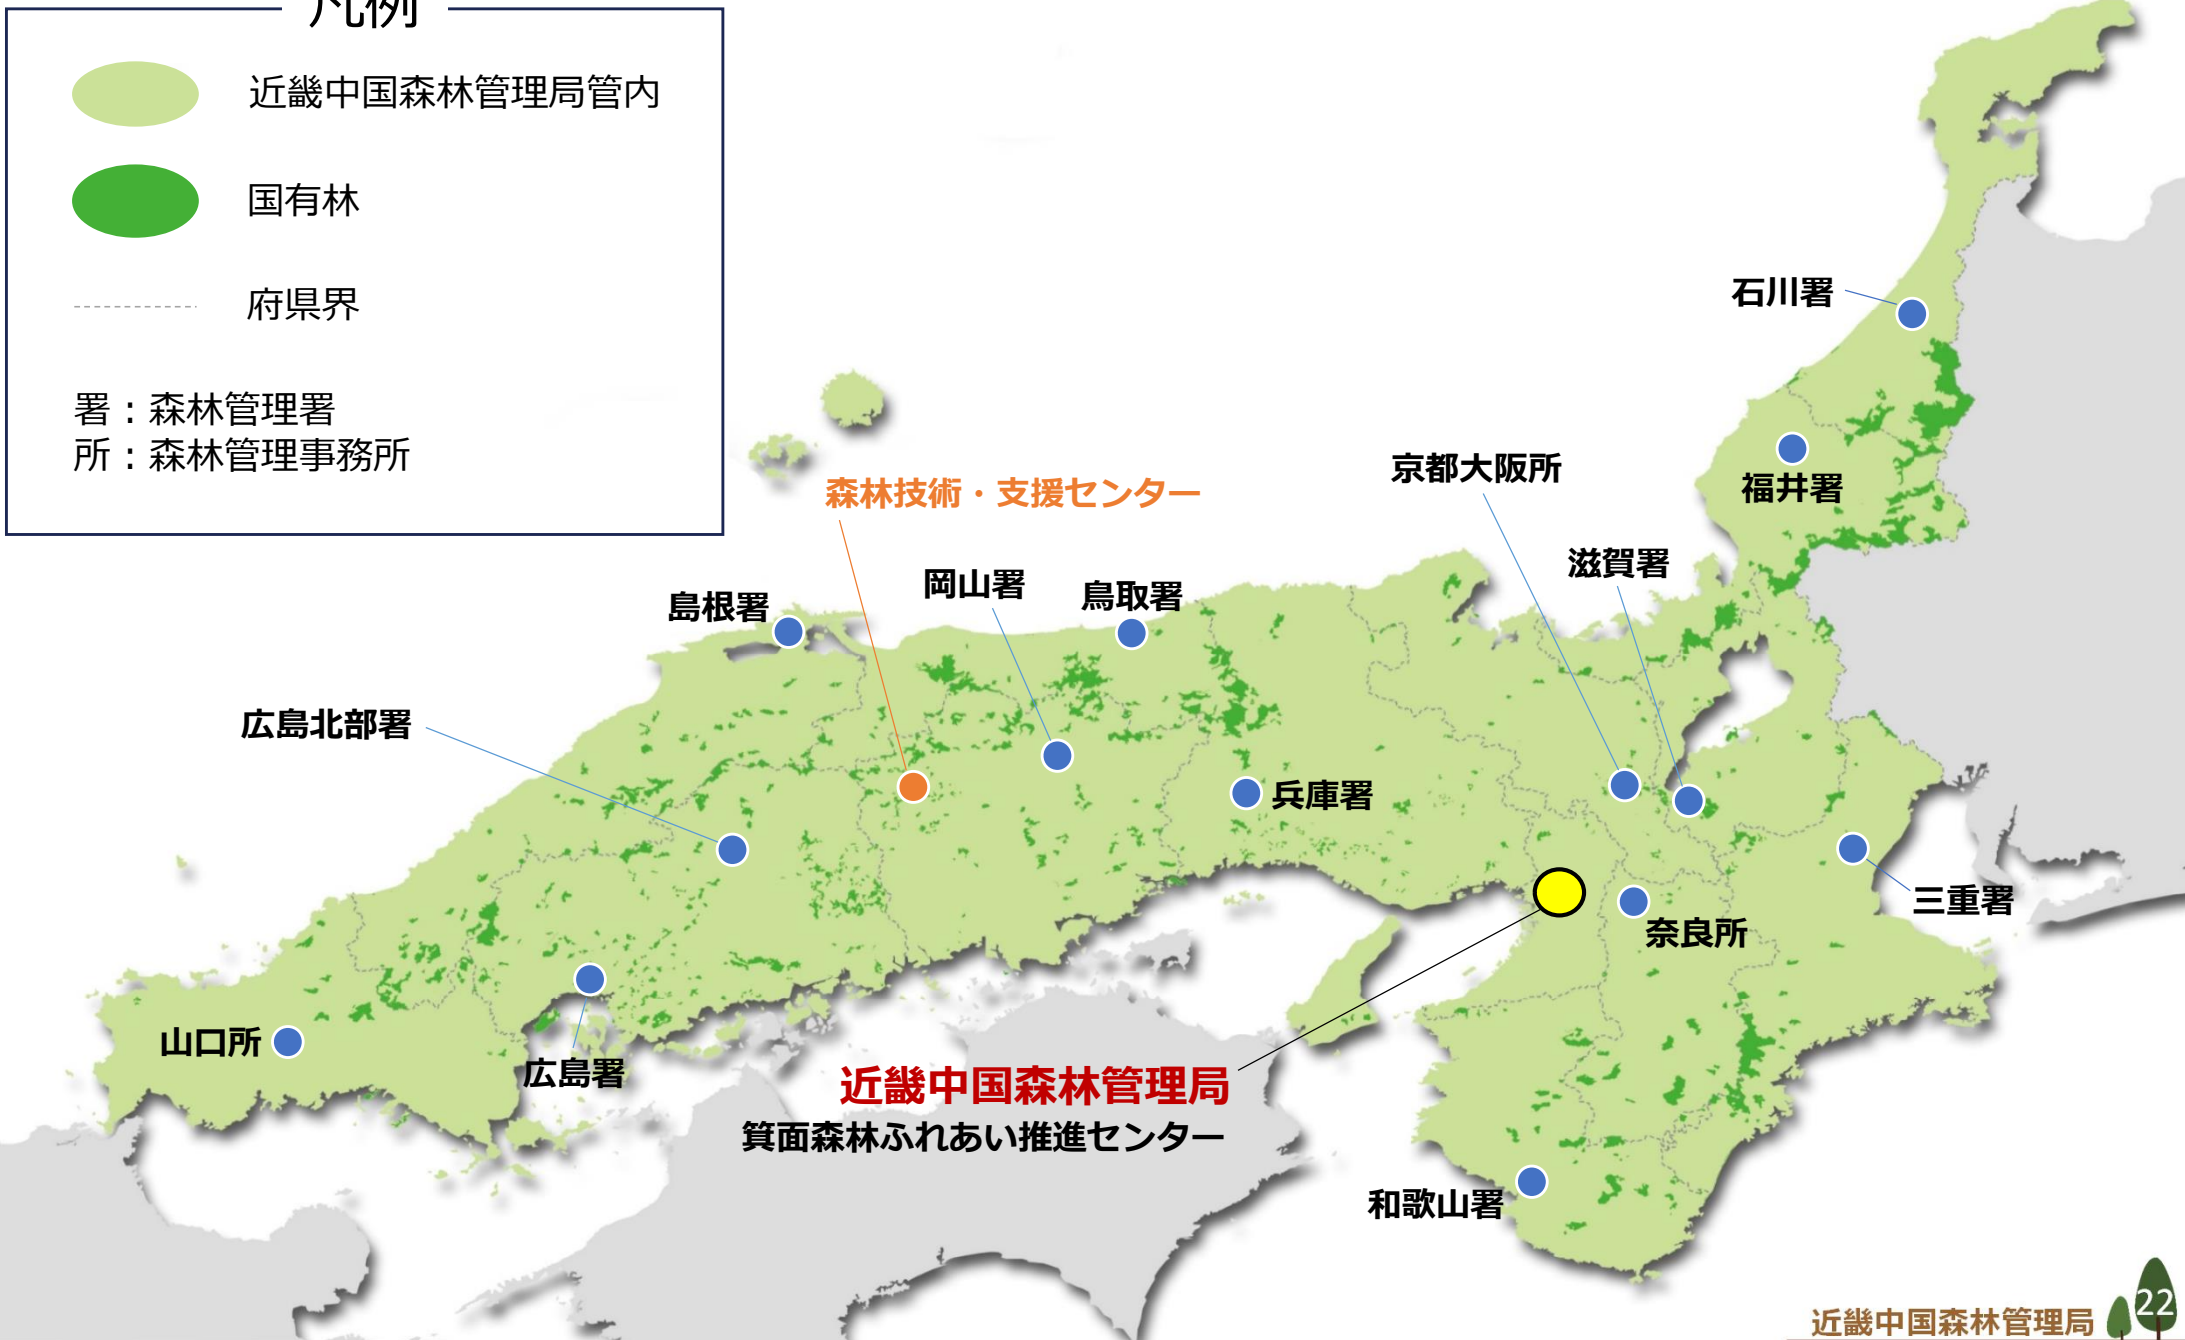 凡例
近畿中国森林管理局管内
国有林
府県界
署：森林管理署
所：森林管理事務所
石川署
福井署
京都大阪所
滋賀署
森林技術・支援センター
岡山署
鳥取署
島根署
広島北部署
兵庫署
三重署
奈良所
山口所
広島署
近畿中国森林管理局
箕面森林ふれあい推進センター
和歌山署
近畿中国森林管理局
22